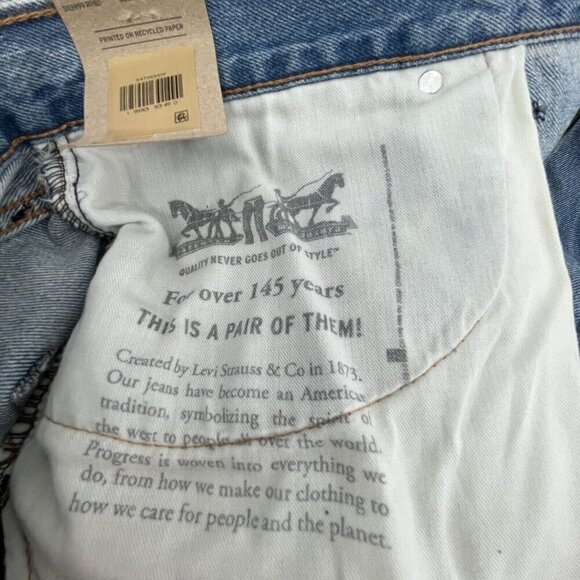 PRINTED ON RECYCLED PAPER
QUALITY NEVER GOES OUT OF STYLE™
For over 145 years
THIS IS A PAIR OF THEM!
Created by Levi Strauss & Co in 1873.
Our jeans have become an American
tradition, symbolizing the spirit of
the west to people all over the world.
Progress is woven into everything we
do, from how we make our clothing to
how we care for people and the planet.